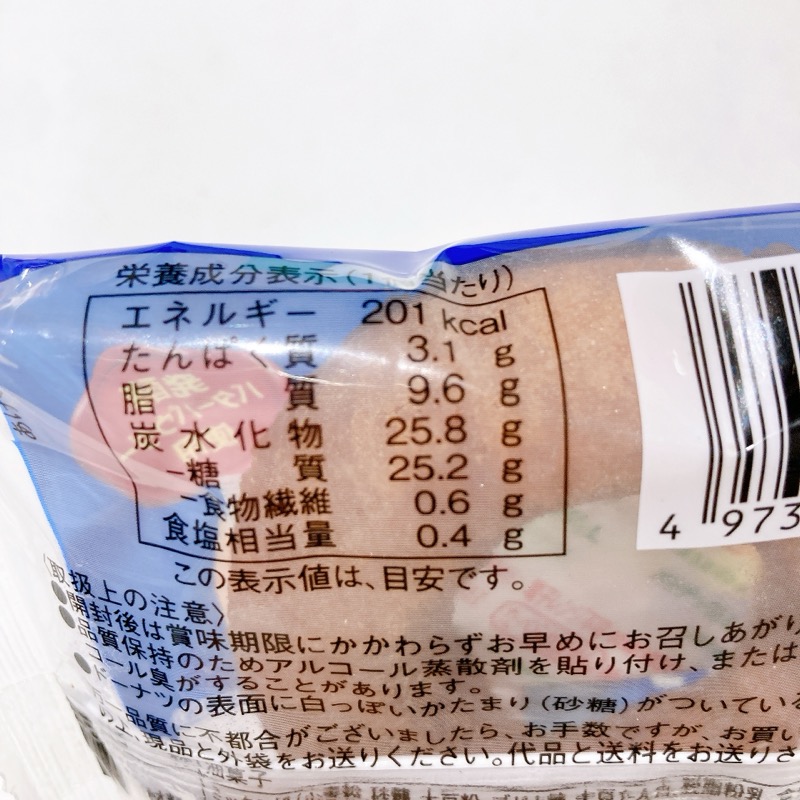 栄養成分表示(1 当たり)
エネルギー 201 kcal
たんぱく質 3.1 g
脂質 9.6 g
炭水化物 25.8 g
-糖質 25.2 g
-食物繊維 0.6 g
食塩相当量 0.4 g
この表示値は、目安です。
4 973
〈取扱上の注意〉
●開封後は賞味期限にかかわらずお早めにお召しあがり
●品質保持のためアルコール蒸散剤を貼り付け、または
コール臭がすることがあります。
●ドーナツの表面に白っぽいかたまり(砂糖)がついている
品質に不都合がございましたら、お手数ですが、お買い
現品と外袋をお送りください。代品と送料をお送りさ